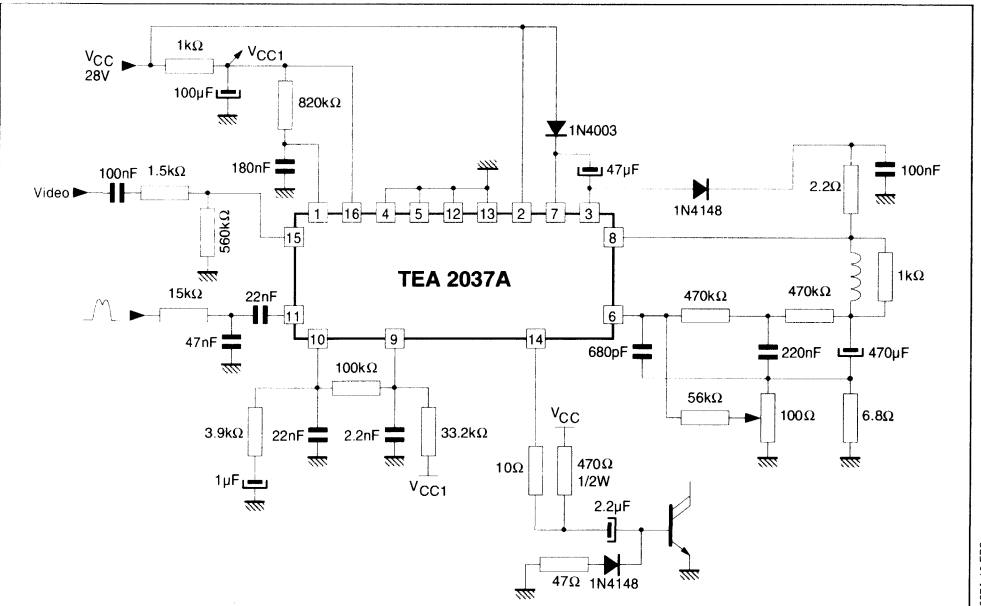 1kΩ
VCC1
VCC
28V
100µF
820kΩ
1N4003
180nF
47µF
100nF
2.2Ω
1N4148
Video
100nF
1.5kΩ
560kΩ
1 16 4 5 12 13 2 7 3
15
8
TEA 2037A
1kΩ
15kΩ
22nF
11
6
470kΩ
470kΩ
47nF
10
9
14
680pF
220nF
470µF
100kΩ
VCC
56kΩ
100Ω
6.8Ω
3.9kΩ
22nF
2.2nF
33.2kΩ
10Ω
470Ω
1/2W
1µF
VCC1
2.2µF
47Ω
1N4148